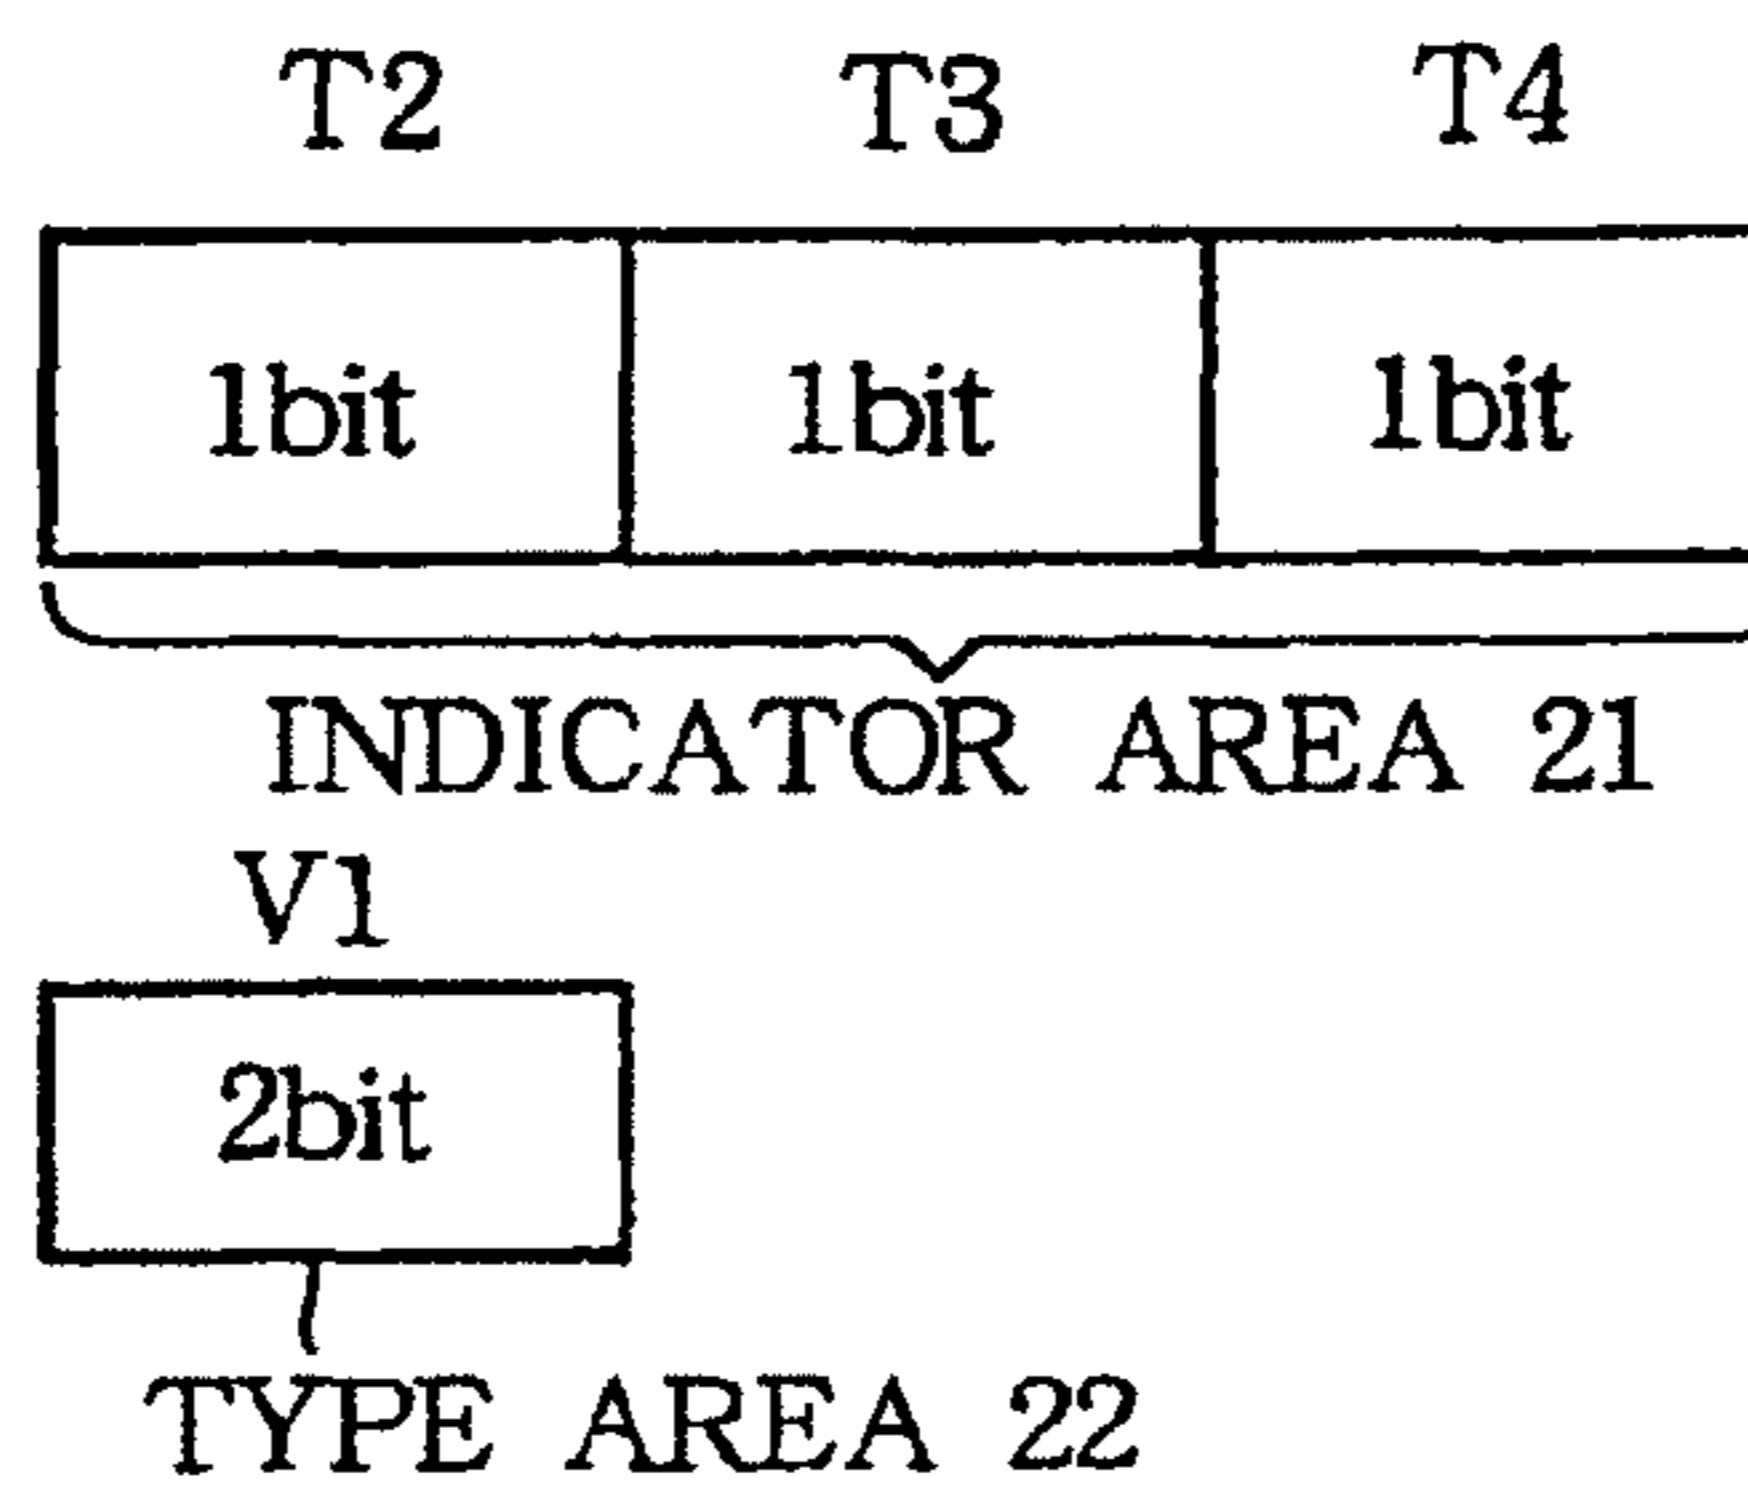 T2 T3 T4
1bit 1bit 1bit
INDICATOR AREA 21
V1
2bit
TYPE AREA 22